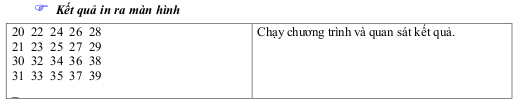 ☞ Kết quả in ra màn hình
20 22 24 26 28
21 23 25 27 29
30 32 34 36 38
31 33 35 37 39
_
Chạy chương trình và quan sát kết quả.